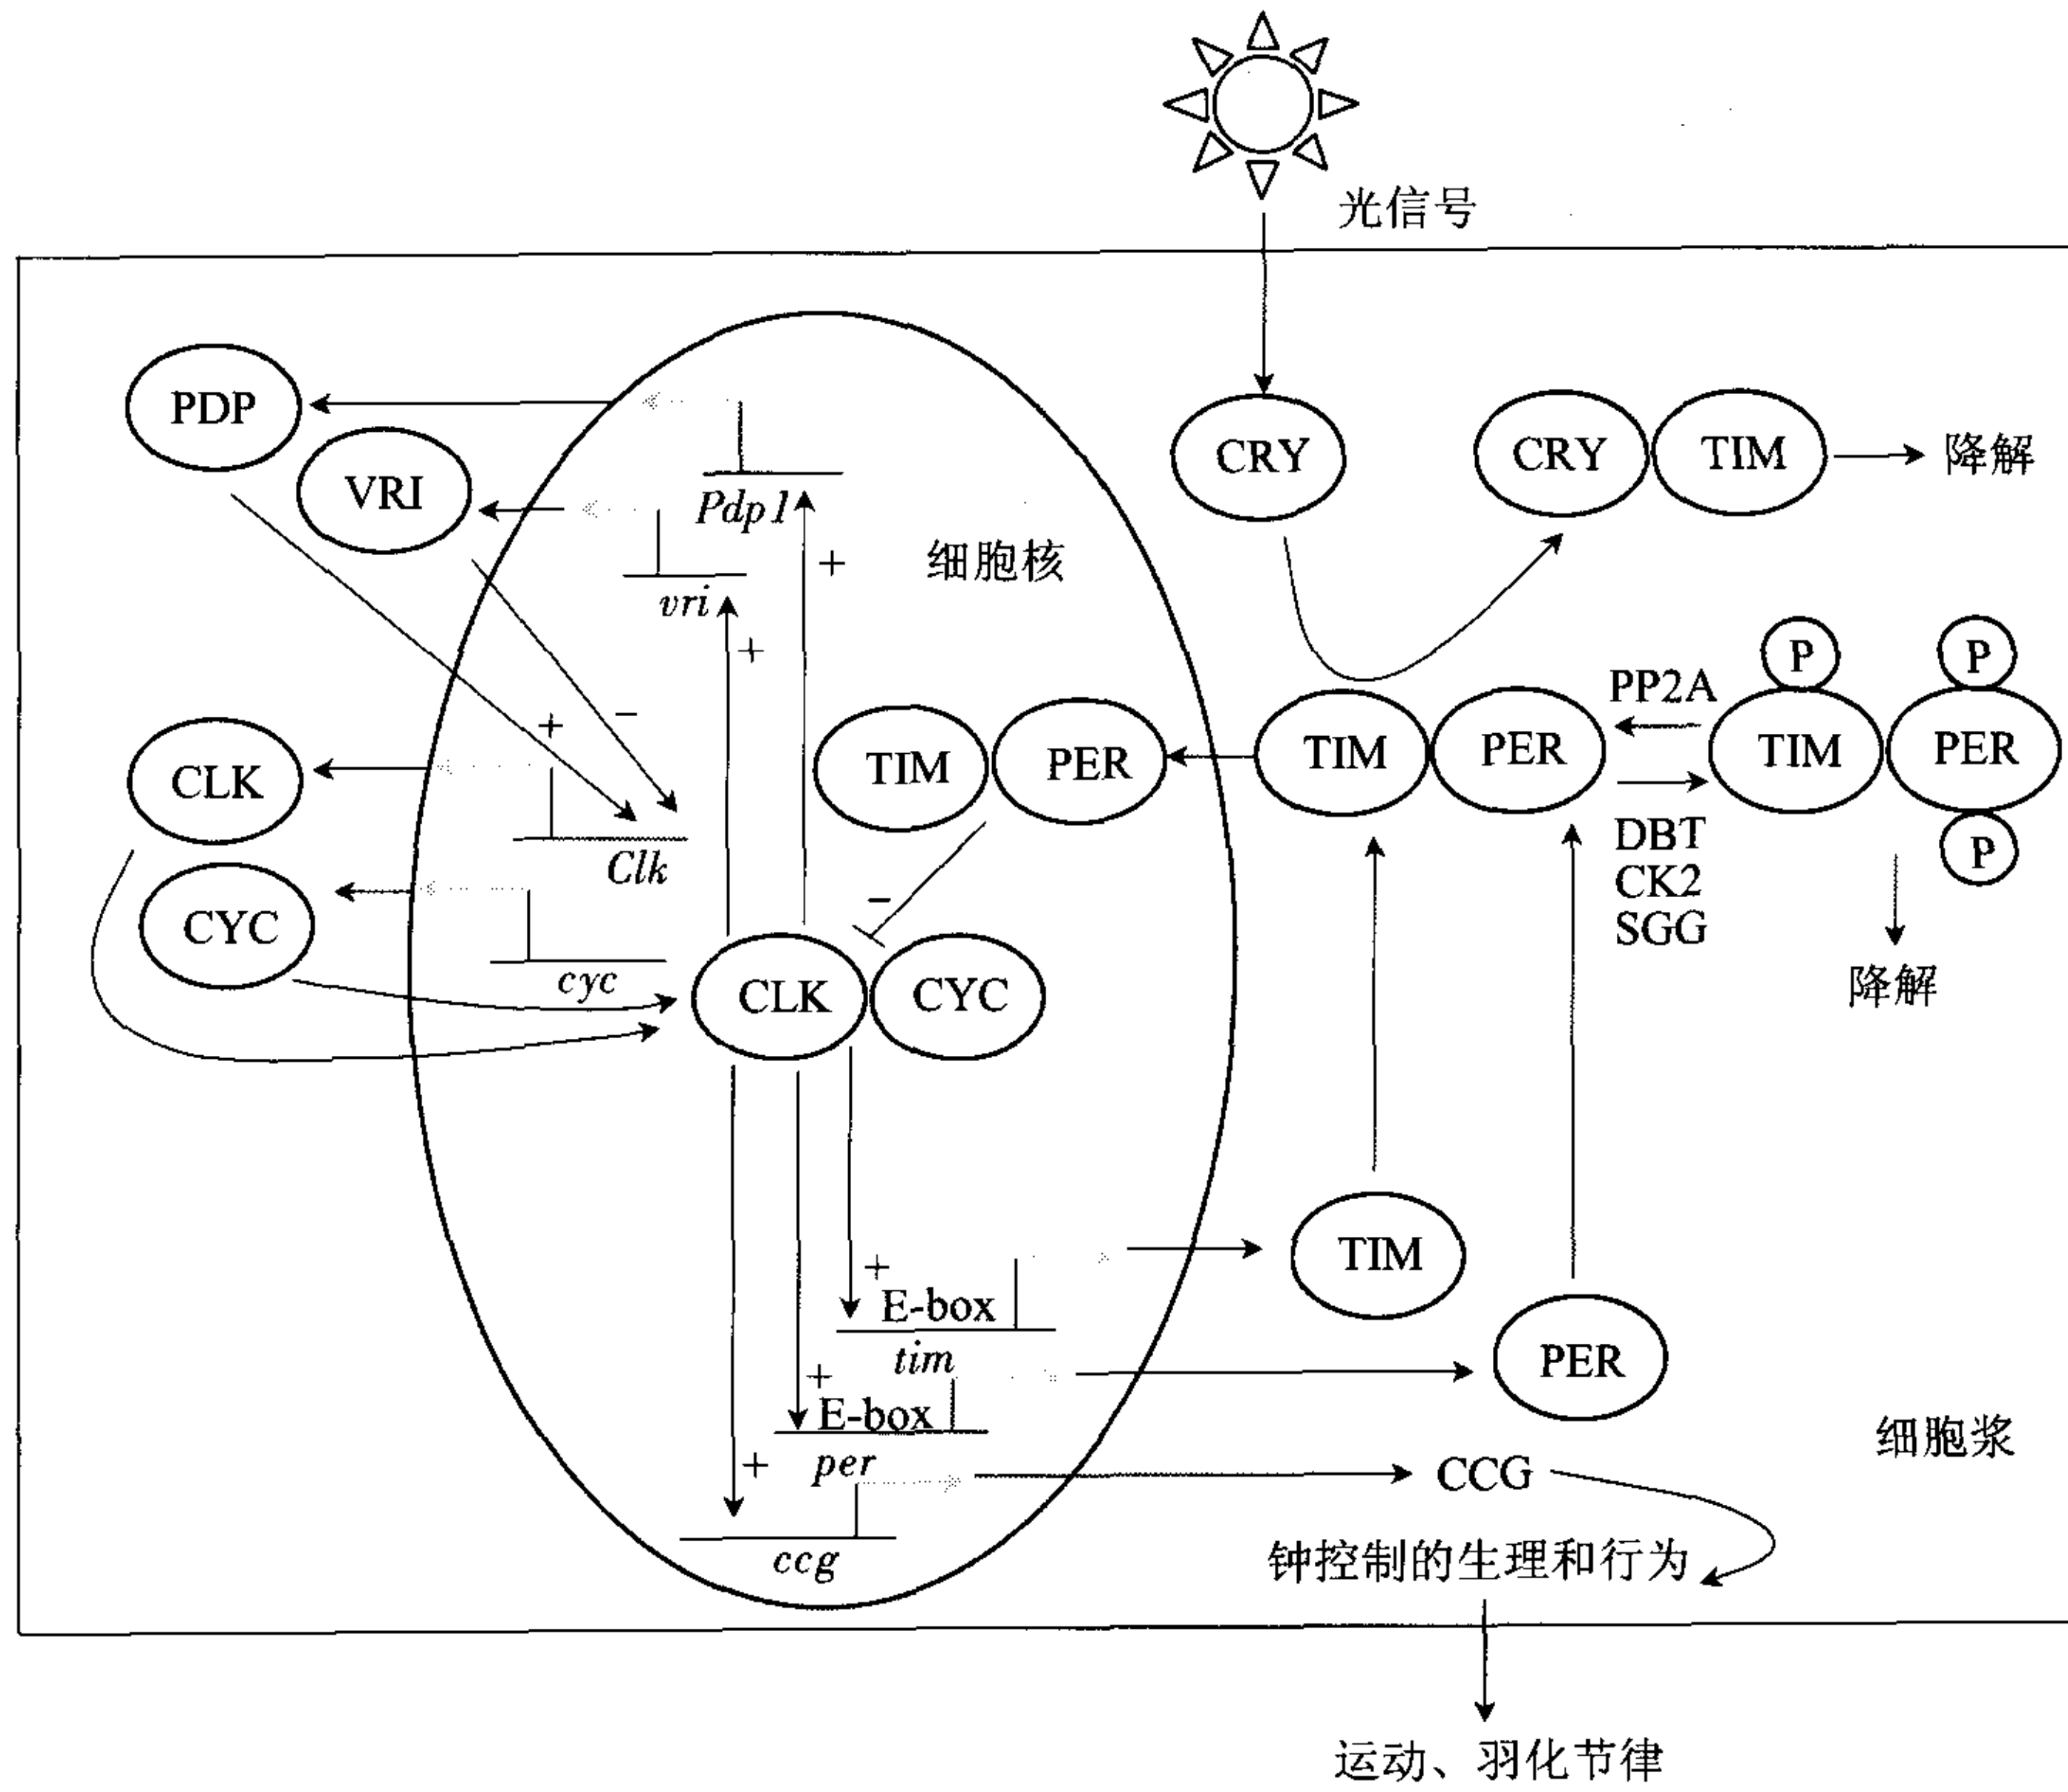 光信号
PDP
VRI
Pdp1
+
vri
+
细胞核
CRY
CRY
TIM
降解
PP2A
P
P
+
−
CLK
Clk
TIM
PER
TIM
PER
TIM
PER
P
DBT
CK2
SGG
降解
−
CYC
cyc
CLK
CYC
+
E-box
tim
TIM
+
E-box
per
PER
+
ccg
CCG
细胞浆
钟控制的生理和行为
运动、羽化节律